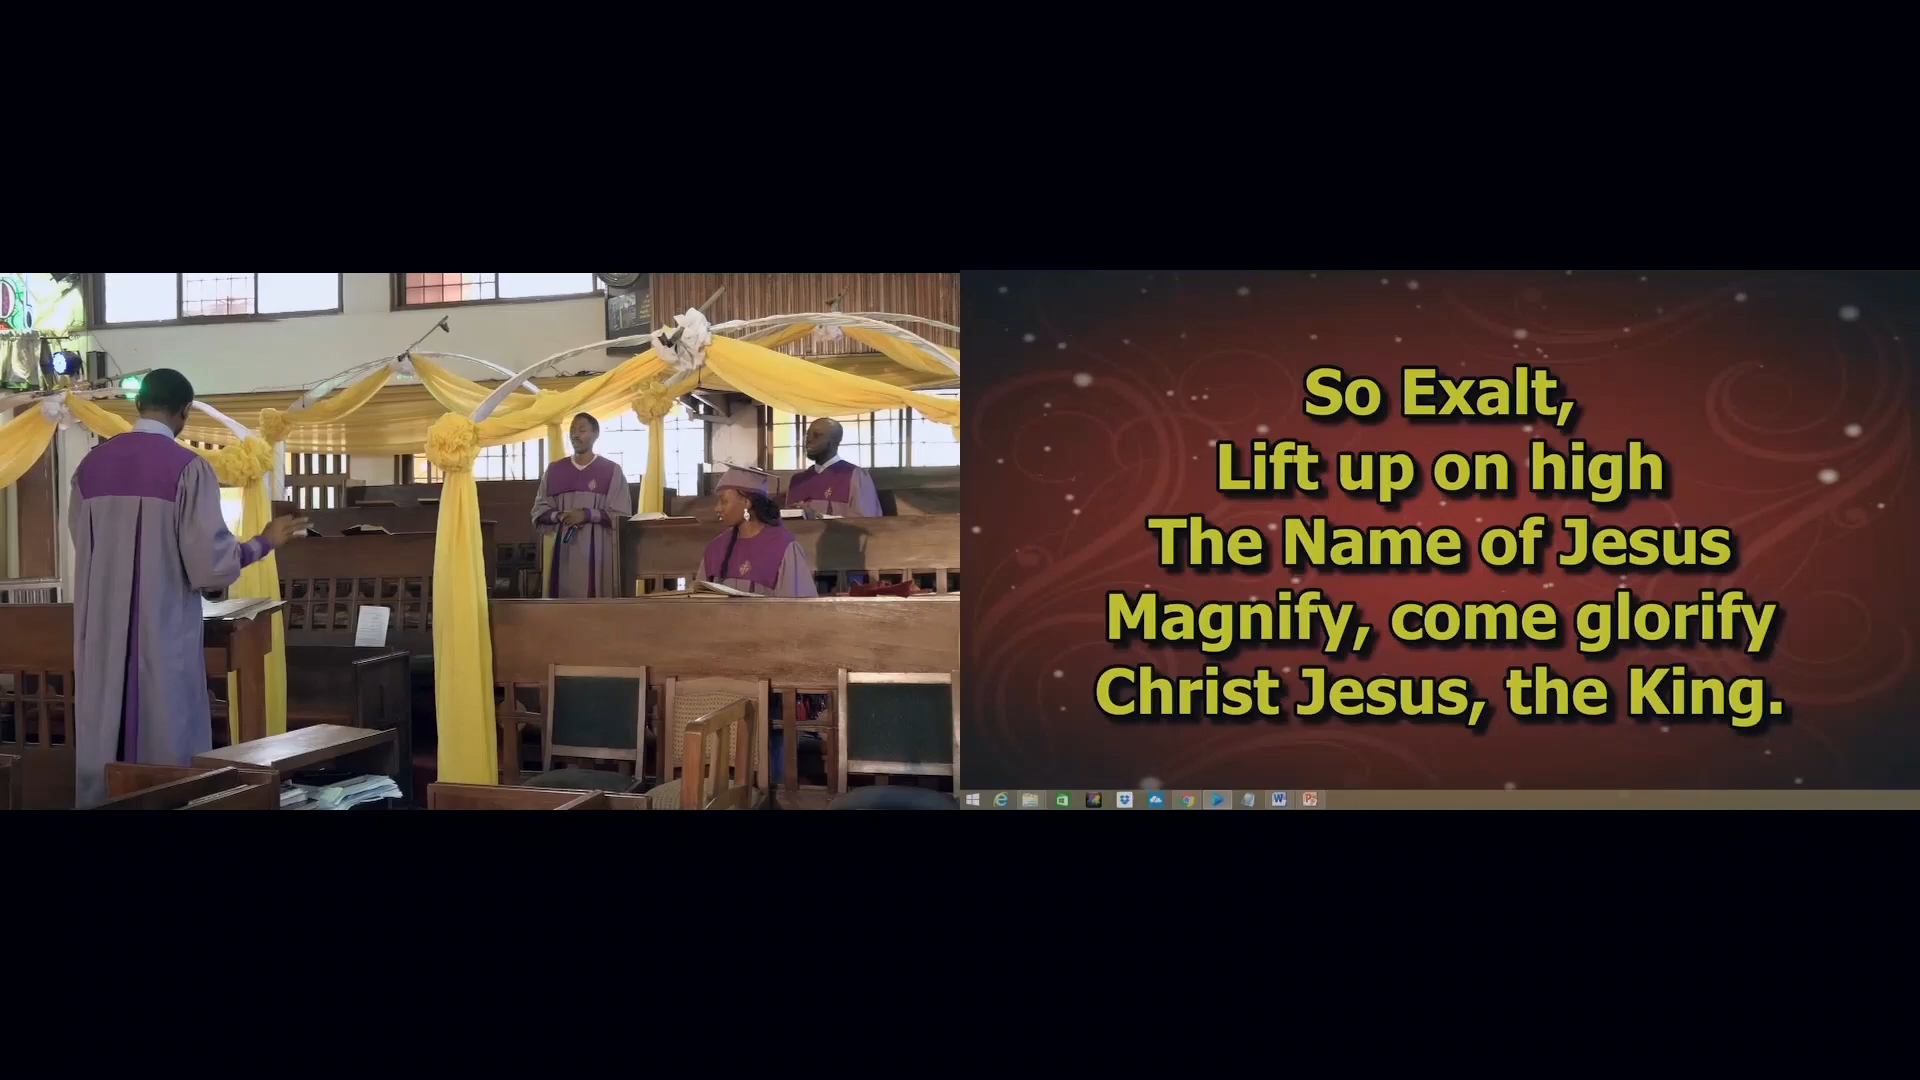 So Exalt,
Lift up on high
The Name of Jesus
Magnify, come glorify
Christ Jesus, the King.